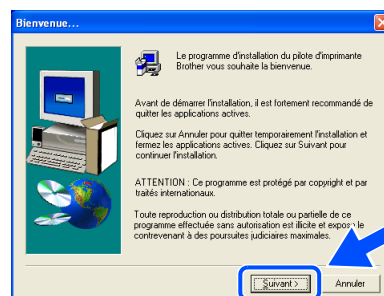 Bienvenue...
Le programme d'installation du pilote d'imprimante
Brother vous souhaite la bienvenue.
Avant de démarrer l'installation, il est fortement recommandé de
quitter les applications actives.
Cliquez sur Annuler pour quitter temporairement l'installation et
fermez les applications actives. Cliquez sur Suivant pour
continuer l'installation.
ATTENTION : Ce programme est protégé par copyright et par
traités internationaux.
Toute reproduction ou distribution totale ou partielle de ce
programme effectuée sans autorisation est illicite et expose le
contrevenant à des poursuites judiciaires maximales.
Suivant >
Annuler